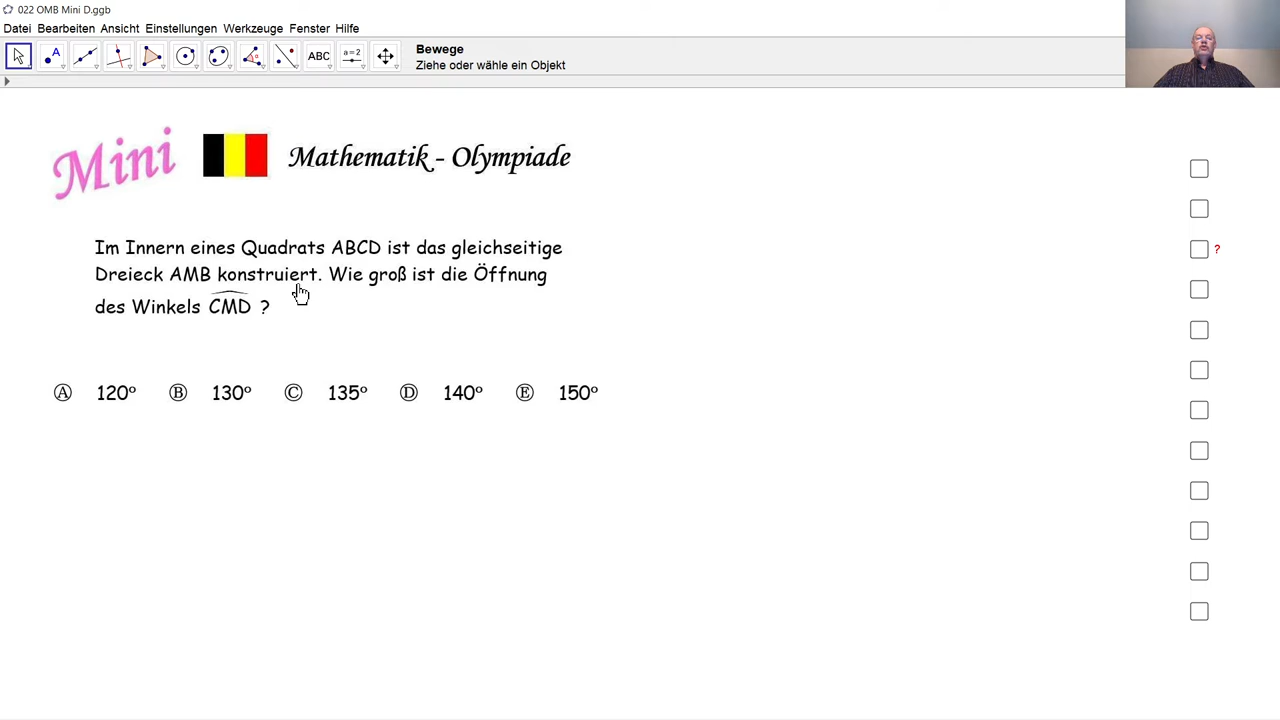 022 OMB Mini D.ggb
Datei Bearbeiten Ansicht Einstellungen Werkzeuge Fenster Hilfe
A ABC a=2 Bewege
Ziehe oder wähle ein Objekt
Mini Mathematik - Olympiade
Im Innern eines Quadrats ABCD ist das gleichseitige
Dreieck AMB konstruiert. Wie groß ist die Öffnung
des Winkels CMD ?
?
Ⓐ 120° Ⓑ 130° Ⓒ 135° Ⓓ 140° Ⓔ 150°